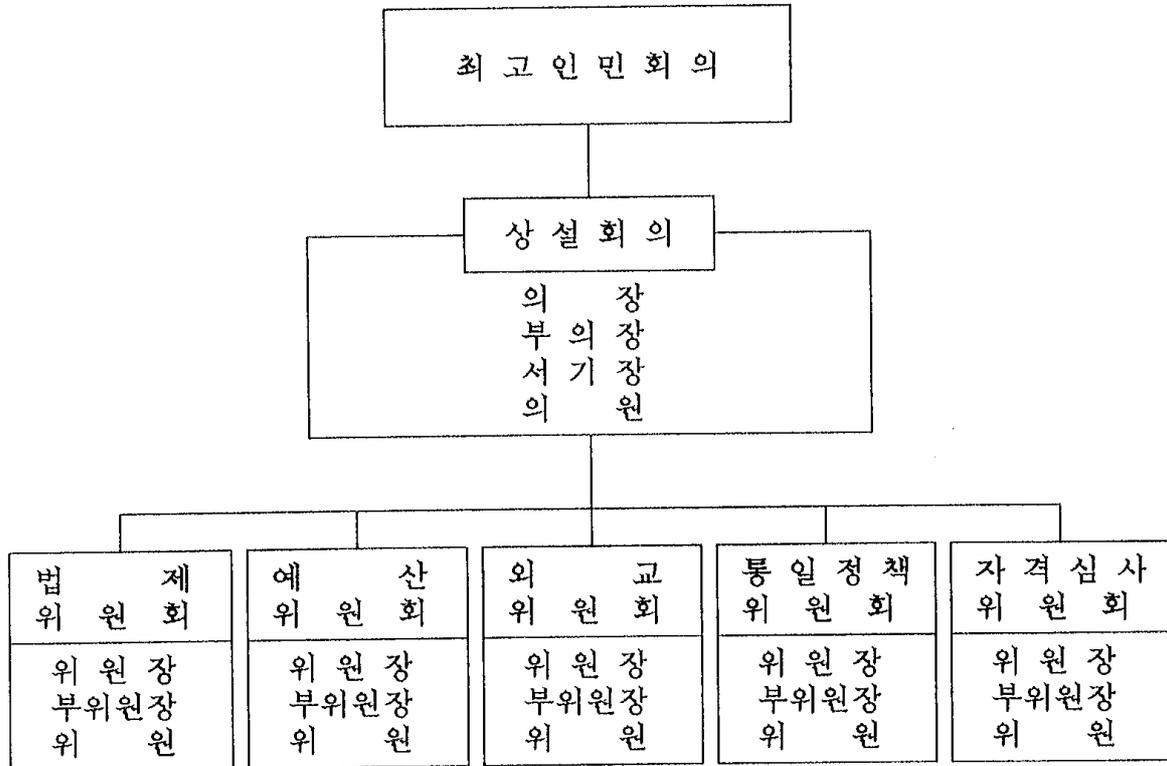 최고인민회의
상설회의
의 장
부의장
서기장
의 원
법 제
위 원 회
위원장
부위원장
위 원
예 산
위 원 회
위원장
부위원장
위 원
외 교
위 원 회
위원장
부위원장
위 원
통일정책
위 원 회
위원장
부위원장
위 원
자격심사
위 원 회
위원장
부위원장
위 원